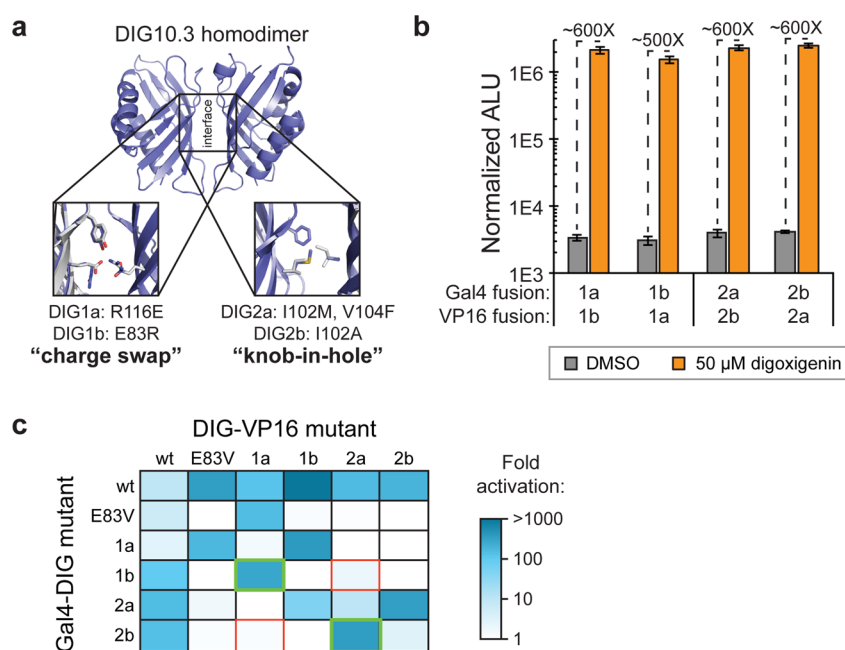 a
DIG10.3 homodimer
interface
DIG1a: R116E
DIG1b: E83R
“charge swap”
DIG2a: I102M, V104F
DIG2b: I102A
“knob-in-hole”
b
Normalized ALU
1E6
1E5
1E4
1E3
~600X
~500X
~600X
~600X
Gal4 fusion: 1a 1b 2a 2b
VP16 fusion: 1b 1a 2b 2a
DMSO 50 µM digoxigenin
c
DIG-VP16 mutant
wt E83V 1a 1b 2a 2b
Gal4-DIG mutant
wt
E83V
1a
1b
2a
2b
Fold
activation:
>1000
100
10
1